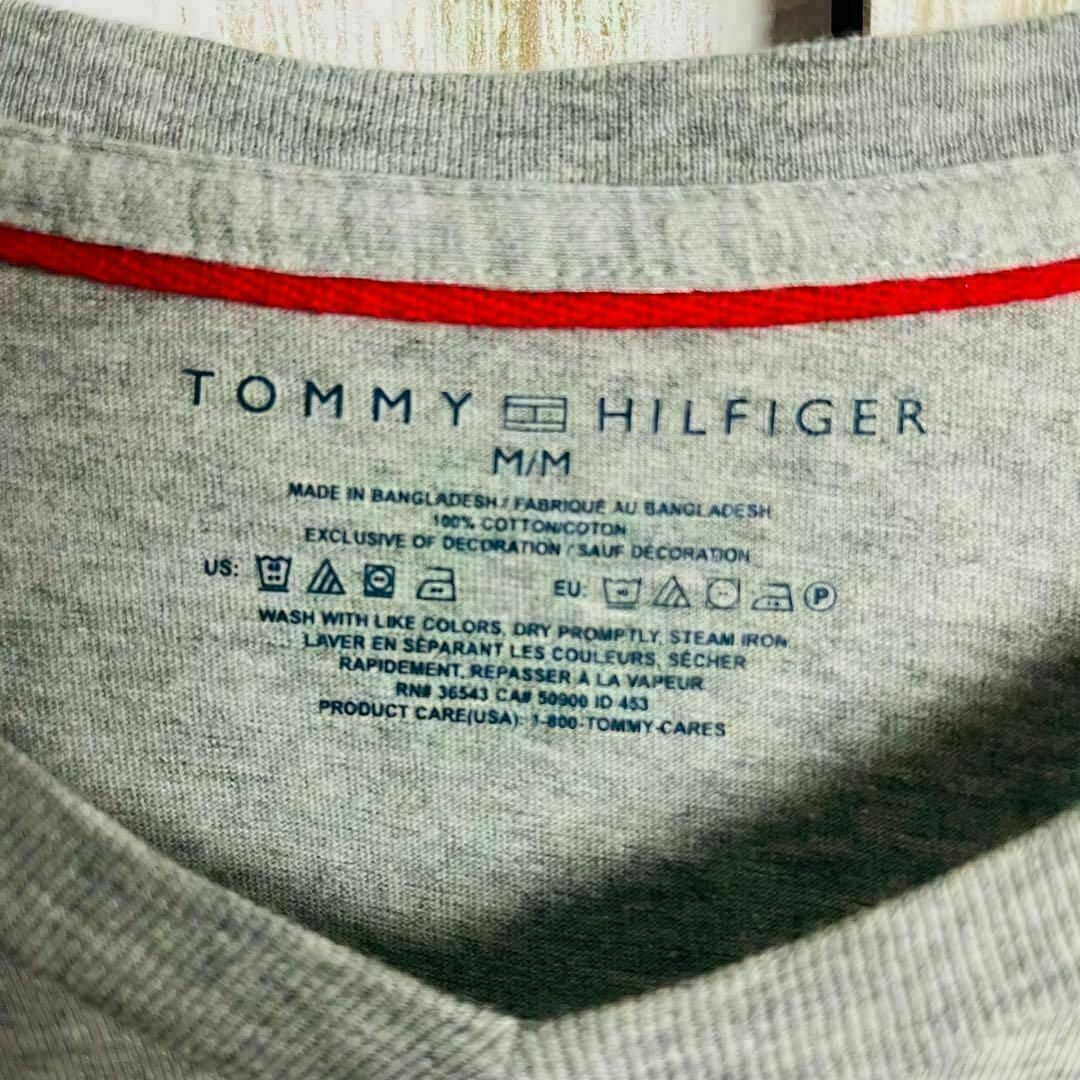 TOMMY HILFIGER
M/M
MADE IN BANGLADESH / FABRIQUÉ AU BANGLADESH
100% COTTON/COTON
EXCLUSIVE OF DECORATION / SAUF DÉCORATION
US: EU: P
WASH WITH LIKE COLORS, DRY PROMPTLY, STEAM IRON
LAVER EN SÉPARANT LES COULEURS, SÉCHER
RAPIDEMENT, REPASSER À LA VAPEUR
RN# 36543 CA# 50900 ID 453
PRODUCT CARE(USA): 1-800-TOMMY-CARES